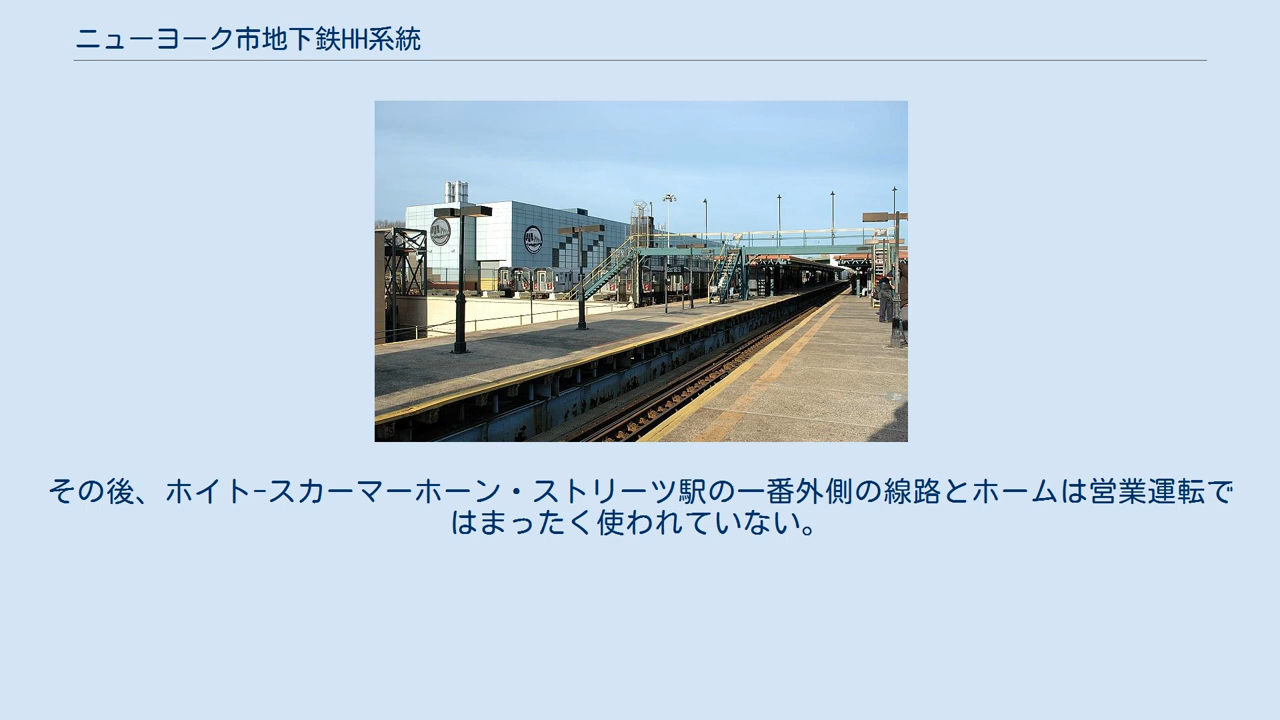 ニューヨーク市地下鉄HH系統
その後、ホイト-スカーマーホーン・ストリーツ駅の一番外側の線路とホームは営業運転で
はまったく使われていない。